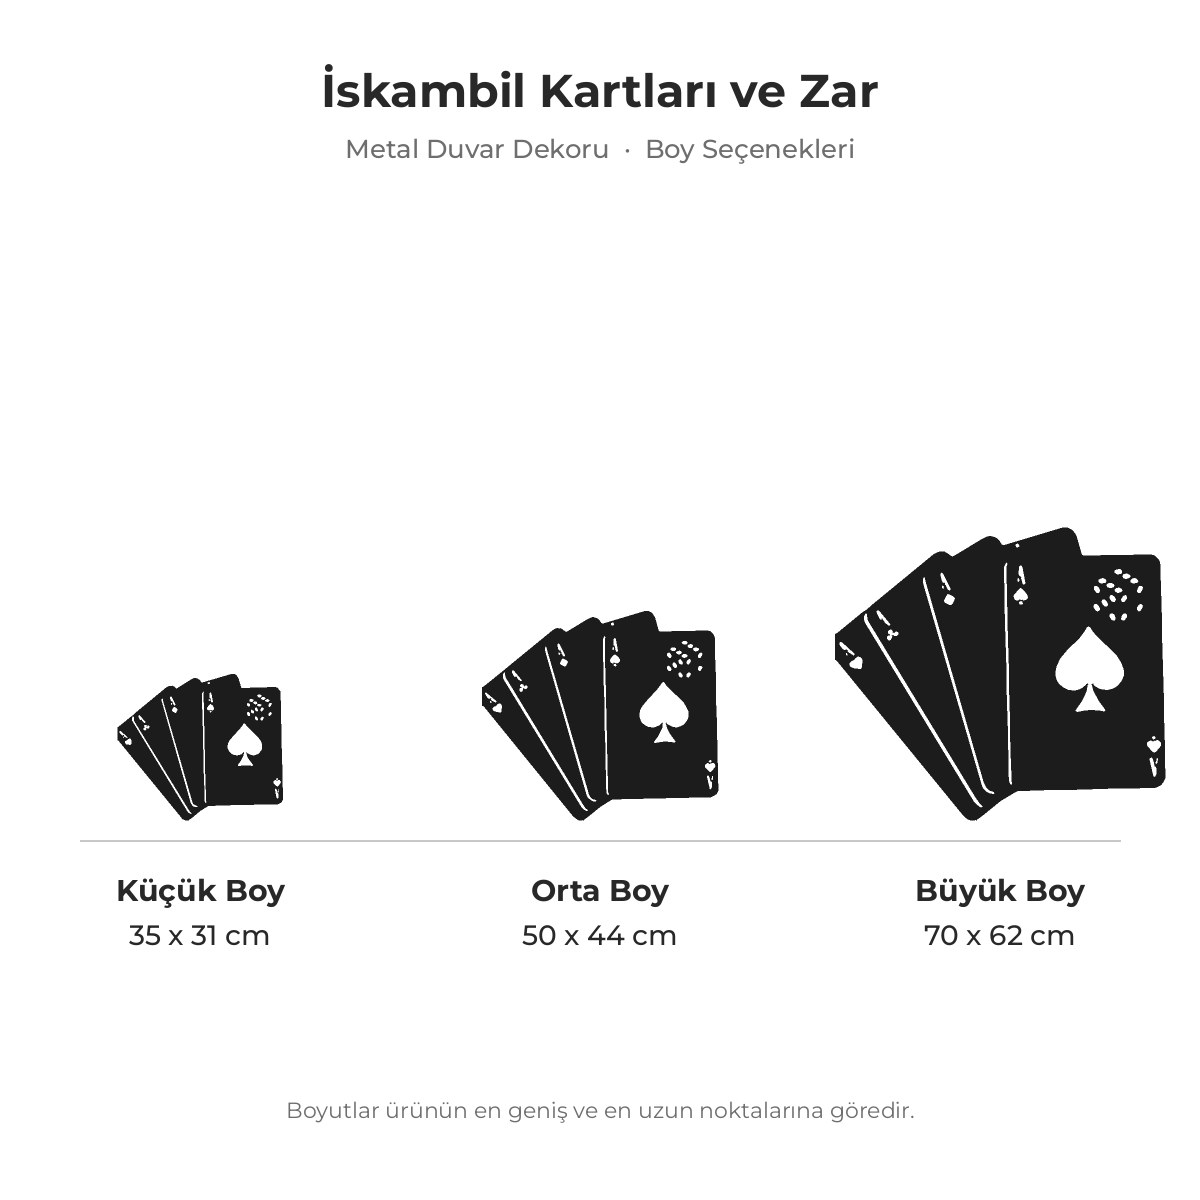 İskambil Kartları ve Zar
Metal Duvar Dekoru · Boy Seçenekleri
Küçük Boy
35 x 31 cm
Orta Boy
50 x 44 cm
Büyük Boy
70 x 62 cm
Boyutlar ürünün en geniş ve en uzun noktalarına göredir.